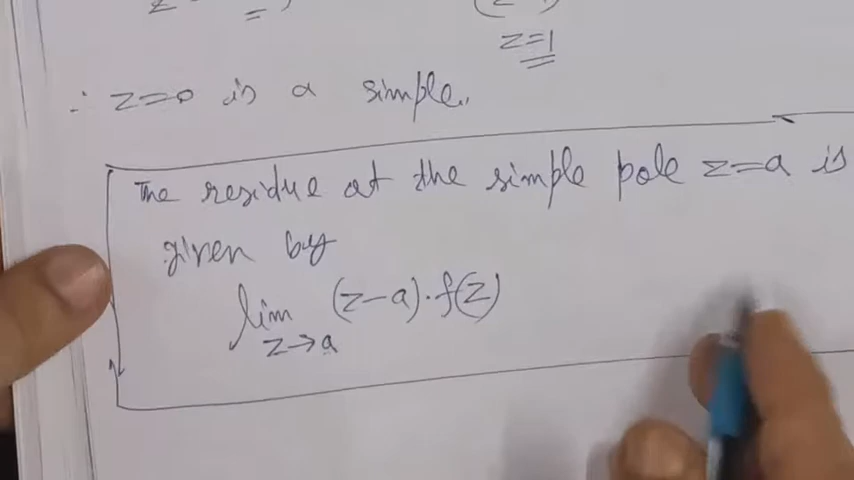 z=1
∴ z=0 is a simple.
The residue at the simple pole z=a is
given by
lim (z-a)·f(z)
z→a